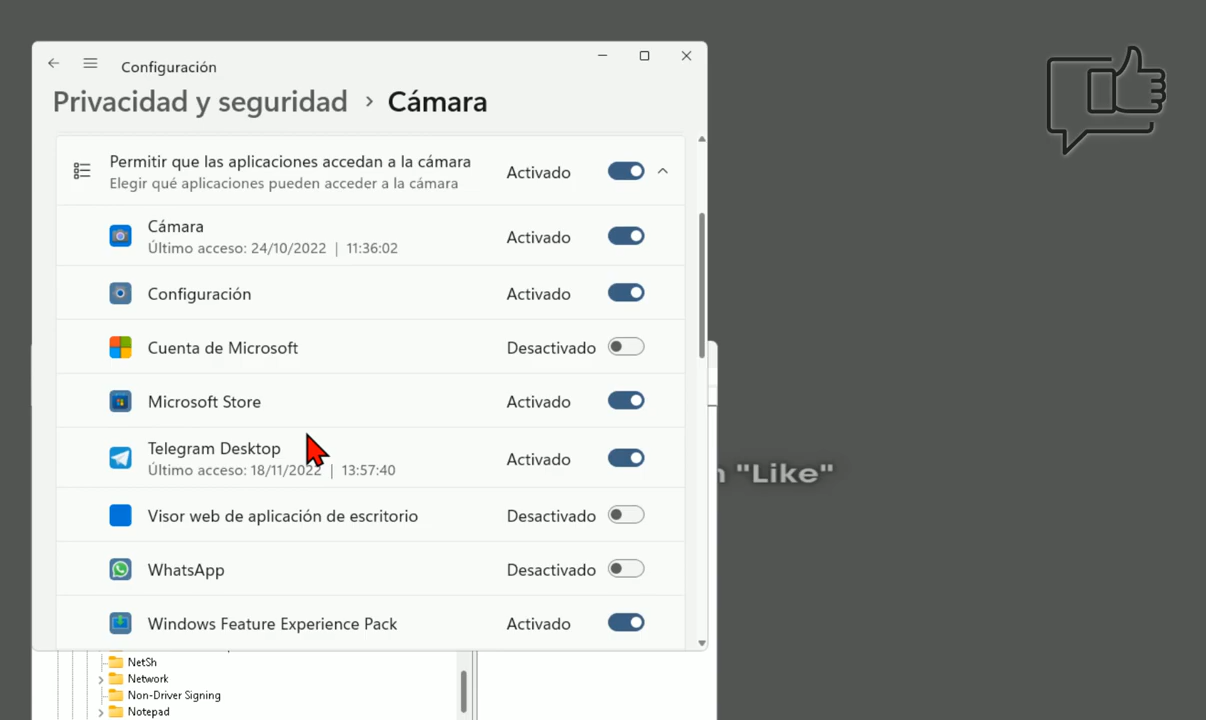 Configuración
Privacidad y seguridad > Cámara
Permitir que las aplicaciones accedan a la cámara
Elegir qué aplicaciones pueden acceder a la cámara
Activado
Cámara
Último acceso: 24/10/2022 | 11:36:02
Activado
Configuración
Activado
Cuenta de Microsoft
Desactivado
Microsoft Store
Activado
Telegram Desktop
Último acceso: 18/11/2022 | 13:57:40
Activado
Visor web de aplicación de escritorio
Desactivado
WhatsApp
Desactivado
Windows Feature Experience Pack
Activado
"Like"
NetSh
Network
Non-Driver Signing
Notepad